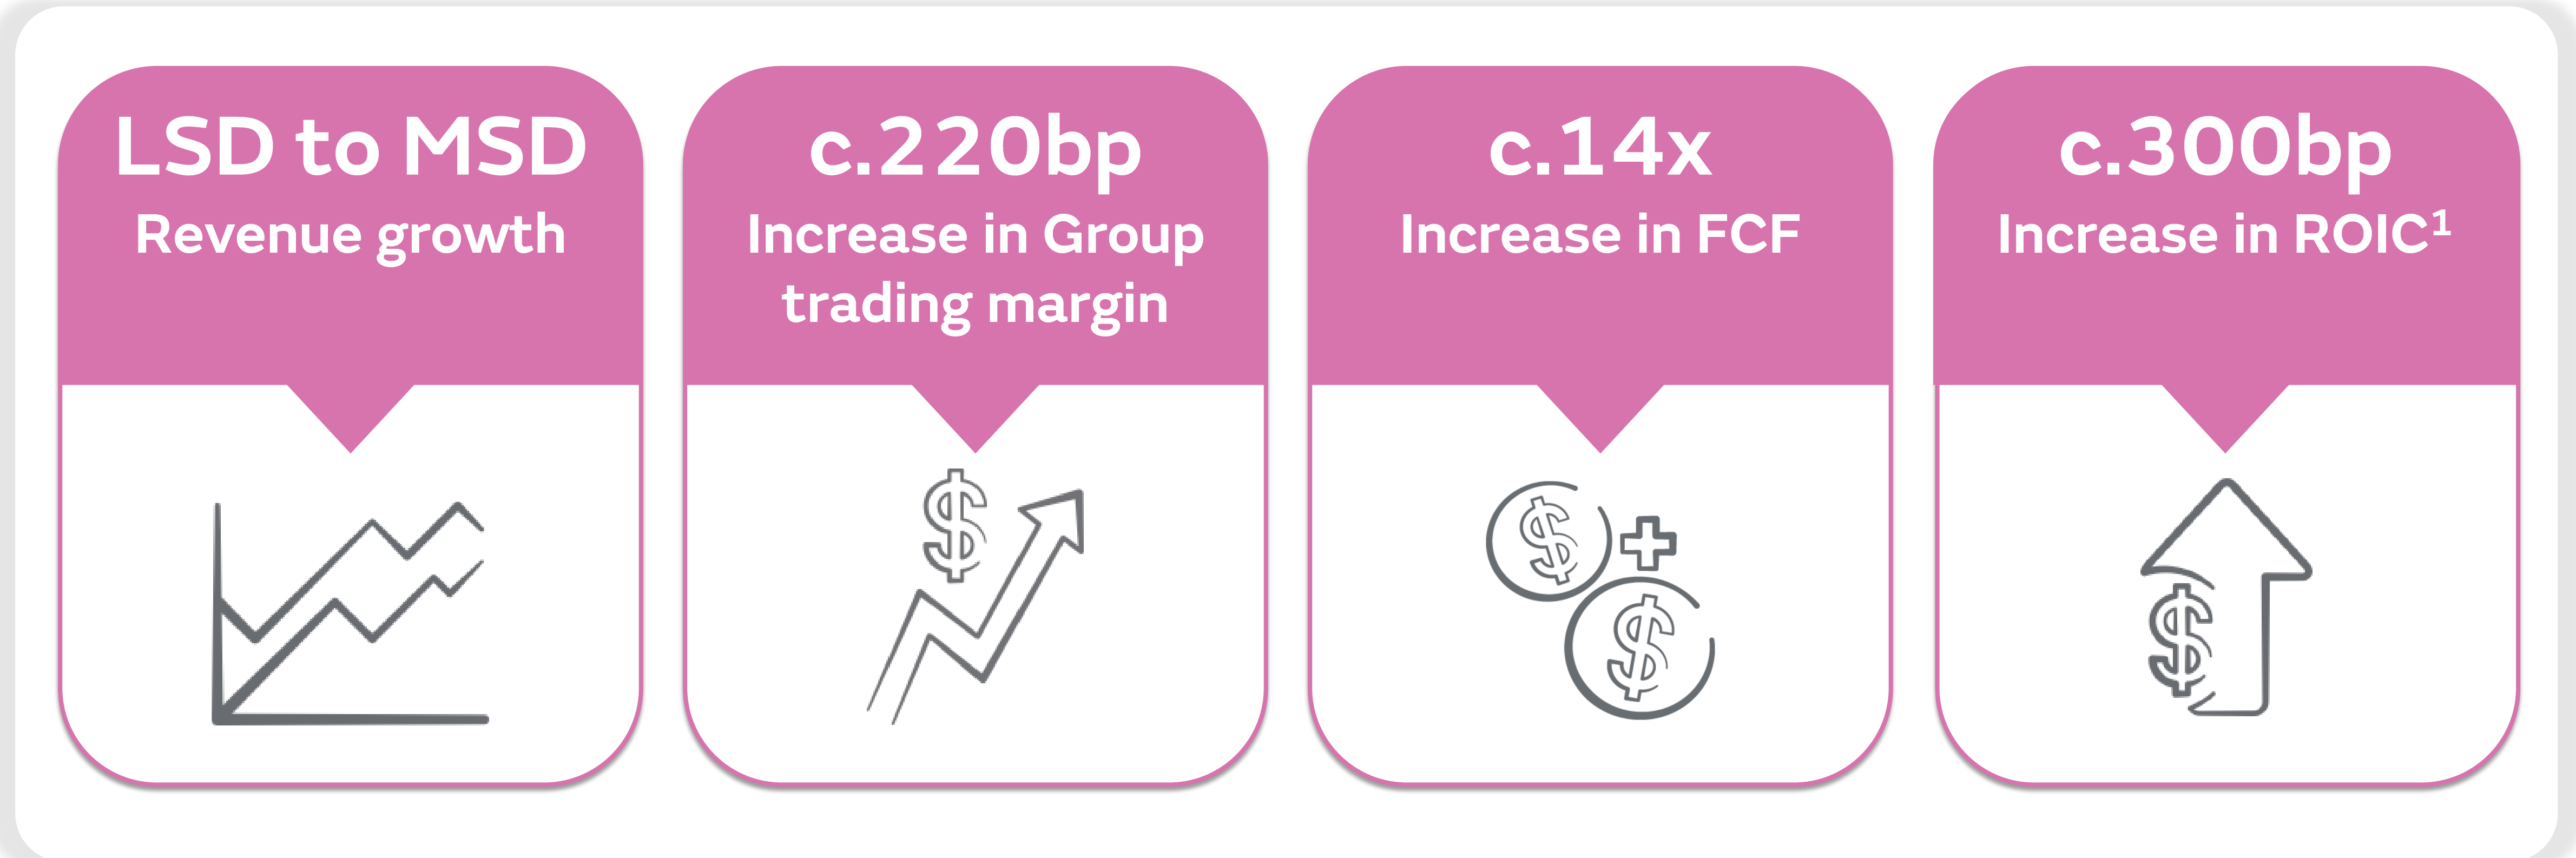 LSD to MSD
Revenue growth
c.220bp
Increase in Group
trading margin
c.14x
Increase in FCF
c.300bp
Increase in ROIC¹